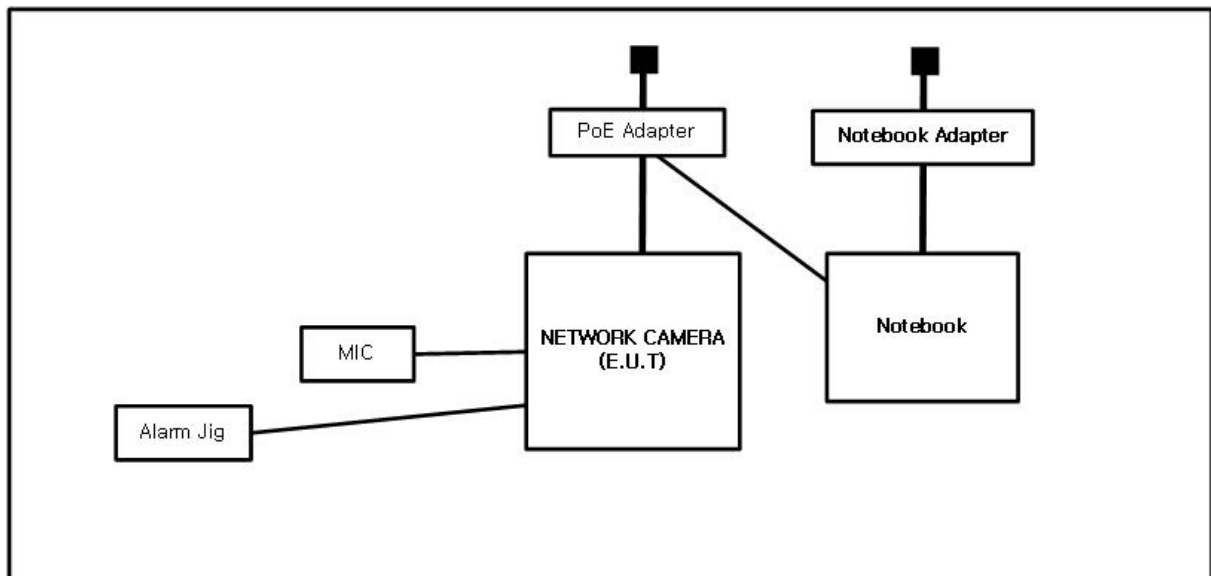 PoE Adapter
Notebook Adapter
NETWORK CAMERA
(E.U.T)
Notebook
MIC
Alarm Jig